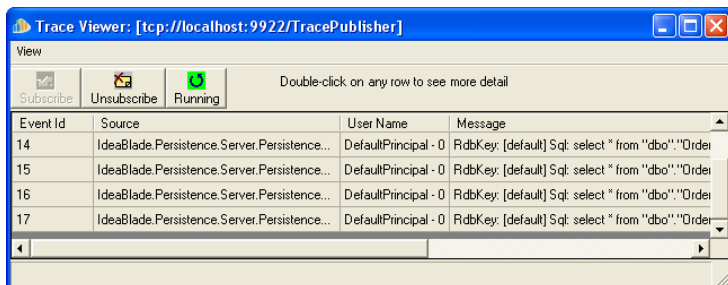 Trace Viewer: [tcp://localhost:9922/TracePublisher]
View
Subscribe Unsubscribe Running Double-click on any row to see more detail
Event Id Source User Name Message
14 IdeaBlade.Persistence.Server.Persistence... DefaultPrincipal - 0 RdbKey: [default] Sql: select * from "dbo"."Order
15 IdeaBlade.Persistence.Server.Persistence... DefaultPrincipal - 0 RdbKey: [default] Sql: select * from "dbo"."Order
16 IdeaBlade.Persistence.Server.Persistence... DefaultPrincipal - 0 RdbKey: [default] Sql: select * from "dbo"."Order
17 IdeaBlade.Persistence.Server.Persistence... DefaultPrincipal - 0 RdbKey: [default] Sql: select * from "dbo"."Order